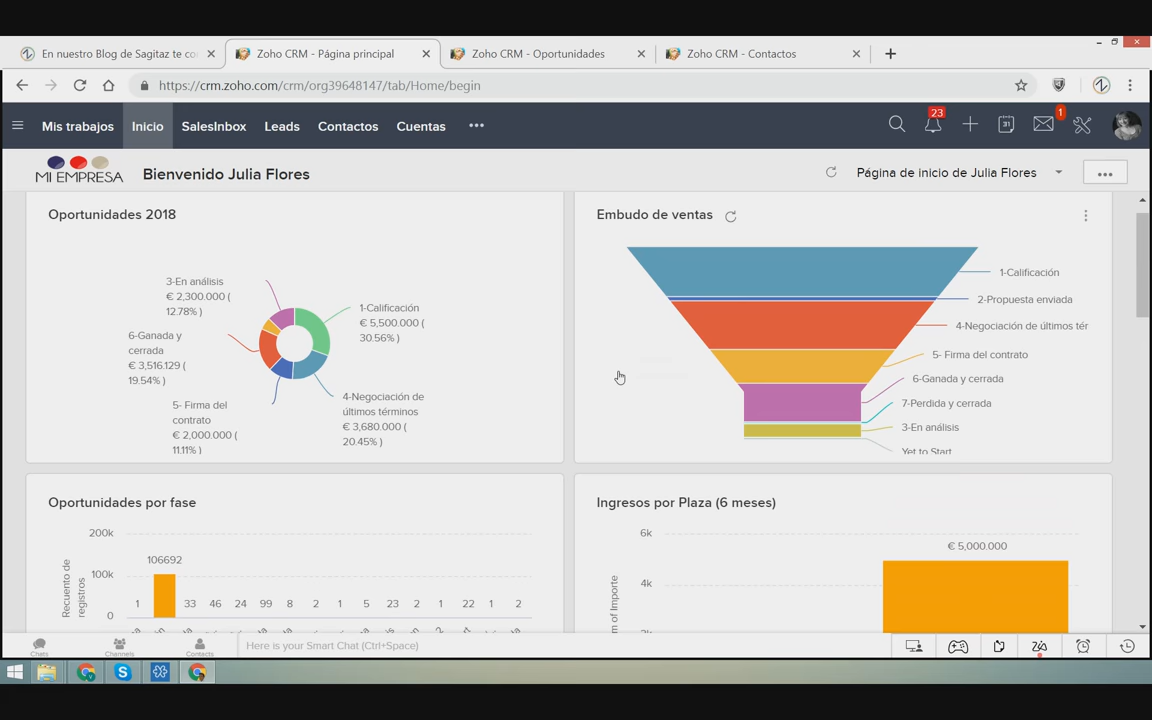 En nuestro Blog de Sagitaz te co
Zoho CRM - Página principal
Zoho CRM - Oportunidades
Zoho CRM - Contactos
https://crm.zoho.com/crm/org39648147/tab/Home/begin
Mis trabajos
Inicio
SalesInbox
Leads
Contactos
Cuentas
23
31
1
MI EMPRESA
Bienvenido Julia Flores
Página de inicio de Julia Flores
Oportunidades 2018
3-En análisis
€ 2,300.000 (
12.78% )
1-Calificación
€ 5,500.000 (
30.56% )
6-Ganada y
cerrada
€ 3,516.129 (
19.54% )
4-Negociación de
últimos términos
€ 3,680.000 (
20.45% )
5- Firma del
contrato
€ 2,000.000 (
11.11% )
Embudo de ventas
1-Calificación
2-Propuesta enviada
4-Negociación de últimos tér
5- Firma del contrato
6-Ganada y cerrada
7-Perdida y cerrada
3-En análisis
Yet to Start
Oportunidades por fase
200k
100k
0
Recuento de
registros
1
106692
33
46
24
99
8
2
1
5
23
2
1
22
1
2
Ingresos por Plaza (6 meses)
6k
4k
m of Importe
€ 5,000.000
Chats
Channels
Contacts
Here is your Smart Chat (Ctrl+Space)